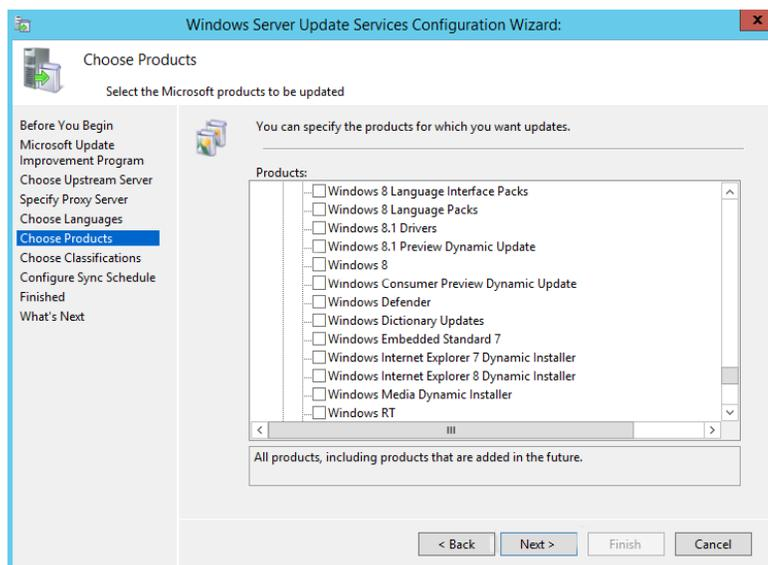 Windows Server Update Services Configuration Wizard:
x
Choose Products
Select the Microsoft products to be updated
Before You Begin
Microsoft Update
Improvement Program
Choose Upstream Server
Specify Proxy Server
Choose Languages
Choose Products
Choose Classifications
Configure Sync Schedule
Finished
What's Next
You can specify the products for which you want updates.
Products:
Windows 8 Language Interface Packs
Windows 8 Language Packs
Windows 8.1 Drivers
Windows 8.1 Preview Dynamic Update
Windows 8
Windows Consumer Preview Dynamic Update
Windows Defender
Windows Dictionary Updates
Windows Embedded Standard 7
Windows Internet Explorer 7 Dynamic Installer
Windows Internet Explorer 8 Dynamic Installer
Windows Media Dynamic Installer
Windows RT
All products, including products that are added in the future.
< Back
Next >
Finish
Cancel